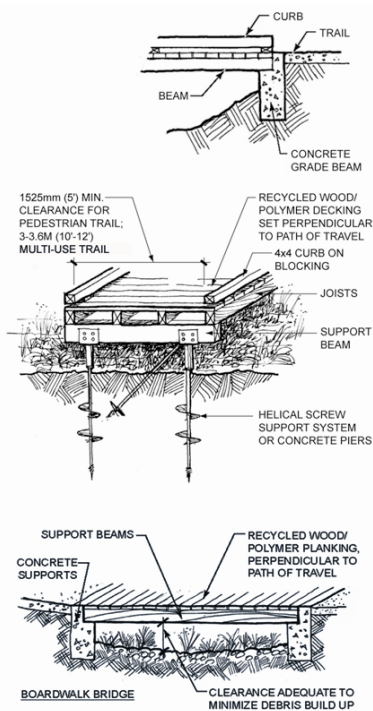 CURB
TRAIL
BEAM
CONCRETE
GRADE BEAM
1525mm (5') MIN.
CLEARANCE FOR
PEDESTRIAN TRAIL;
3-3.6M (10'-12')
MULTI-USE TRAIL
RECYCLED WOOD/
POLYMER DECKING
SET PERPENDICULAR
TO PATH OF TRAVEL
4x4 CURB ON
BLOCKING
JOISTS
SUPPORT
BEAM
HELICAL SCREW
SUPPORT SYSTEM
OR CONCRETE PIERS
SUPPORT BEAMS
CONCRETE
SUPPORTS
RECYCLED WOOD/
POLYMER PLANKING,
PERPENDICULAR TO
PATH OF TRAVEL
BOARDWALK BRIDGE
CLEARANCE ADEQUATE TO
MINIMIZE DEBRIS BUILD UP